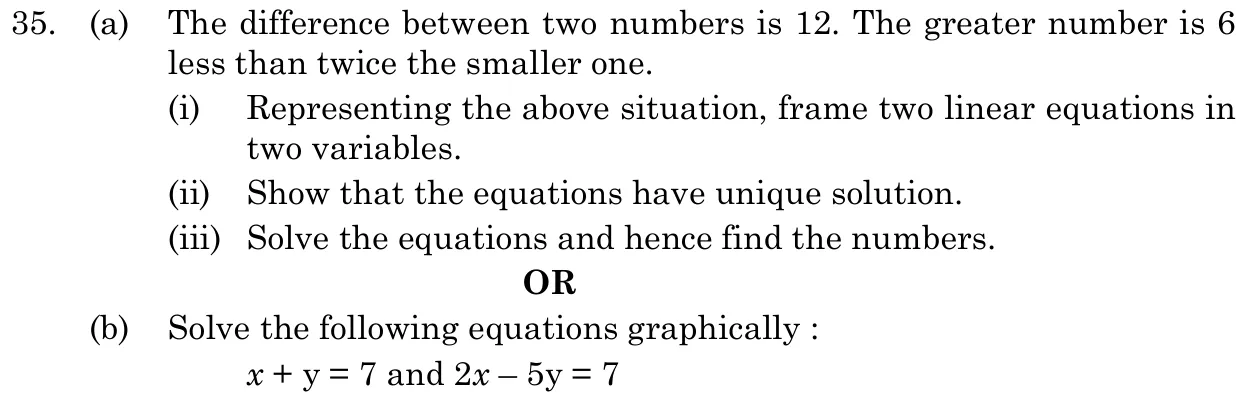 35. (a) The difference between two numbers is 12. The greater number is 6
less than twice the smaller one.
(i) Representing the above situation, frame two linear equations in
two variables.
(ii) Show that the equations have unique solution.
(iii) Solve the equations and hence find the numbers.
OR
(b) Solve the following equations graphically :
x + y = 7 and 2x – 5y = 7